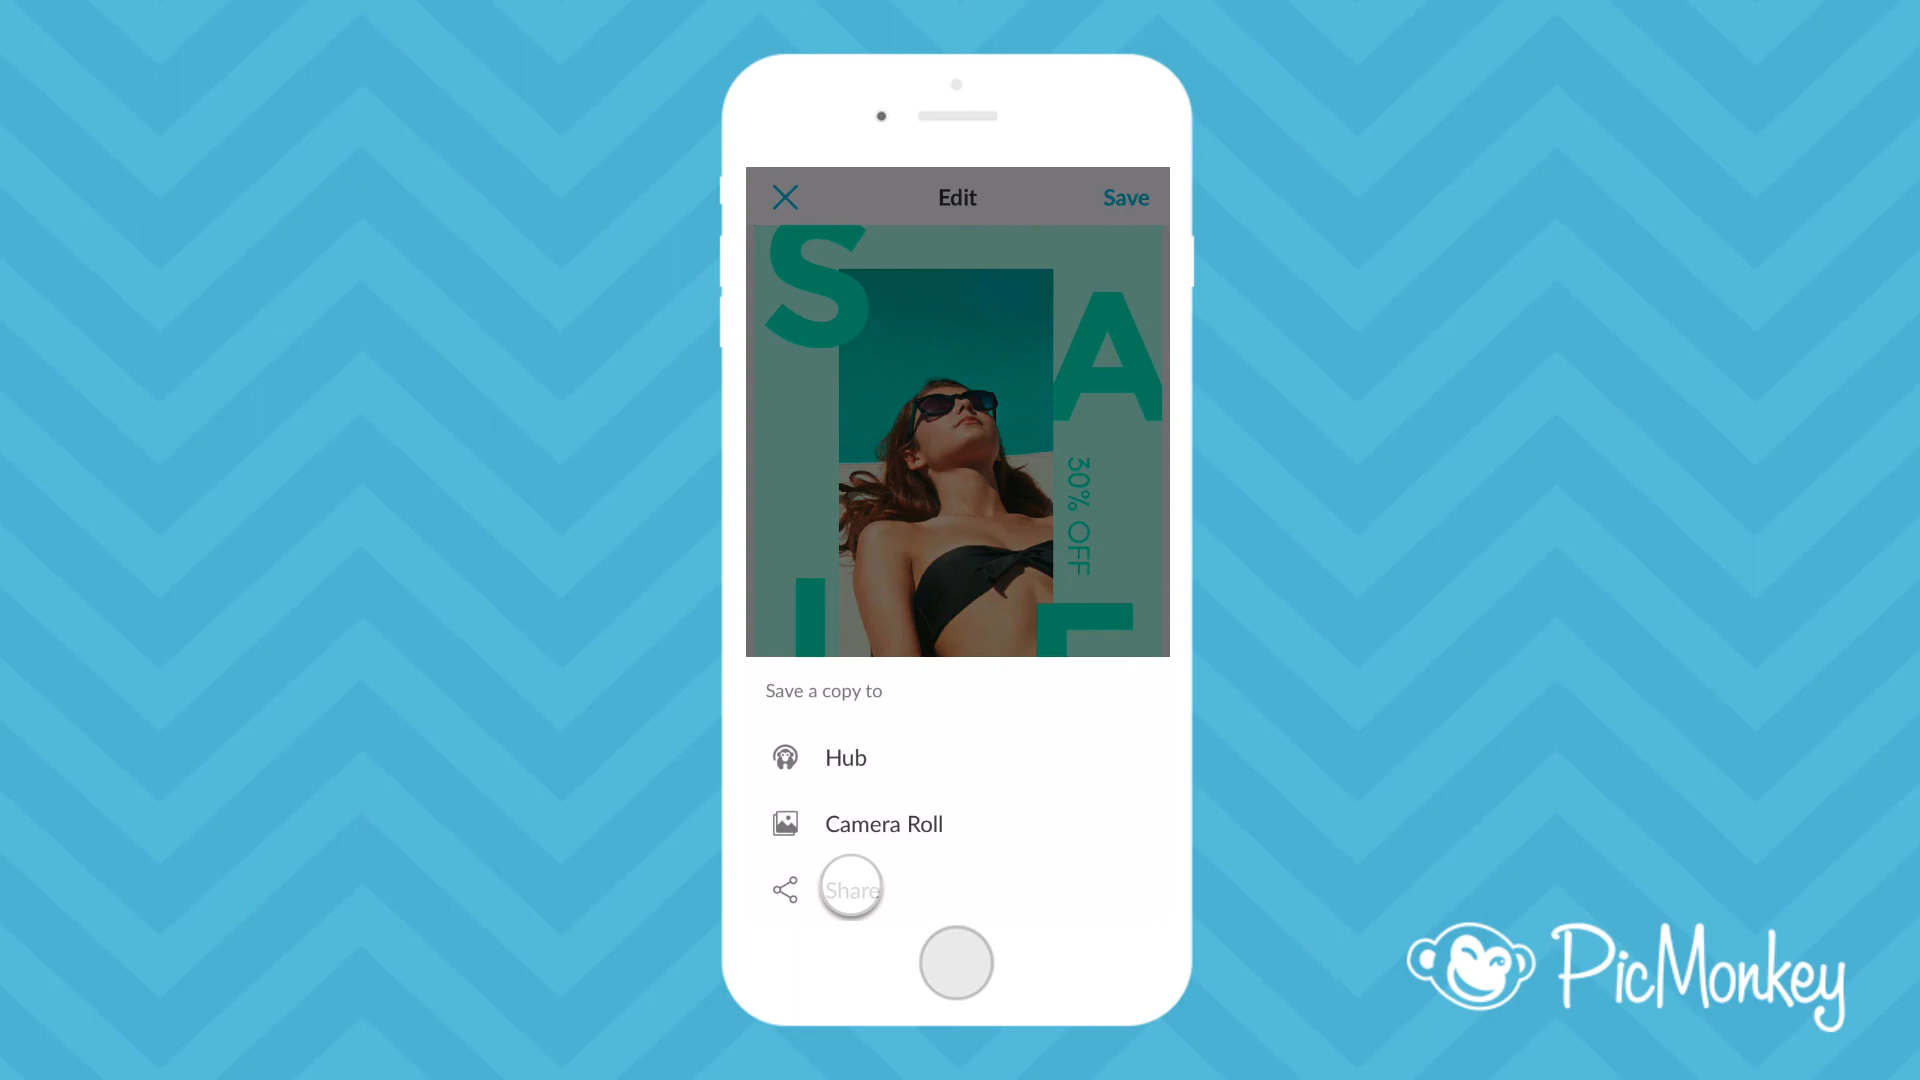 Edit
Save
S
A
30% OFF
L
E
Save a copy to
Hub
Camera Roll
Share
PicMonkey